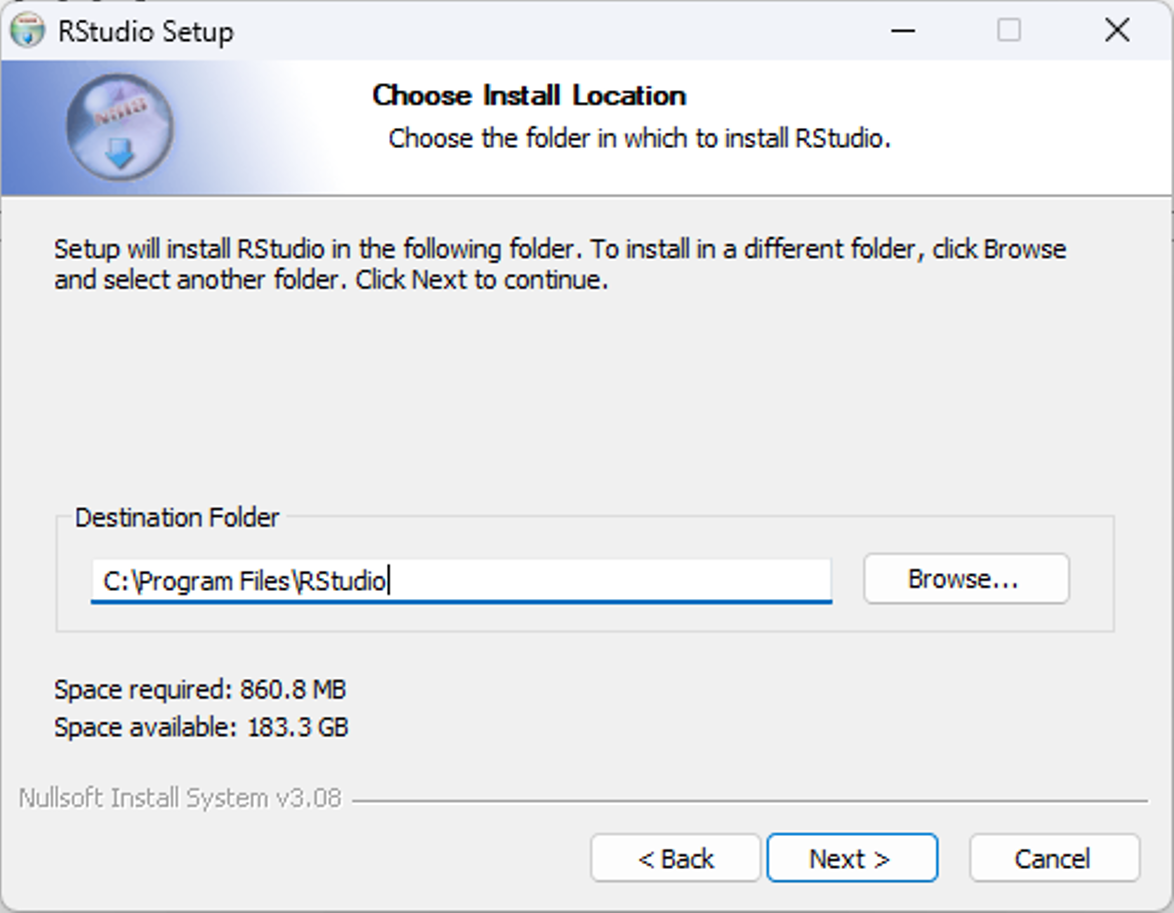 RStudio Setup
Choose Install Location
Choose the folder in which to install RStudio.
Setup will install RStudio in the following folder. To install in a different folder, click Browse
and select another folder. Click Next to continue.
Destination Folder
C:\Program Files\RStudio
Browse...
Space required: 860.8 MB
Space available: 183.3 GB
Nullsoft Install System v3.08
< Back
Next >
Cancel